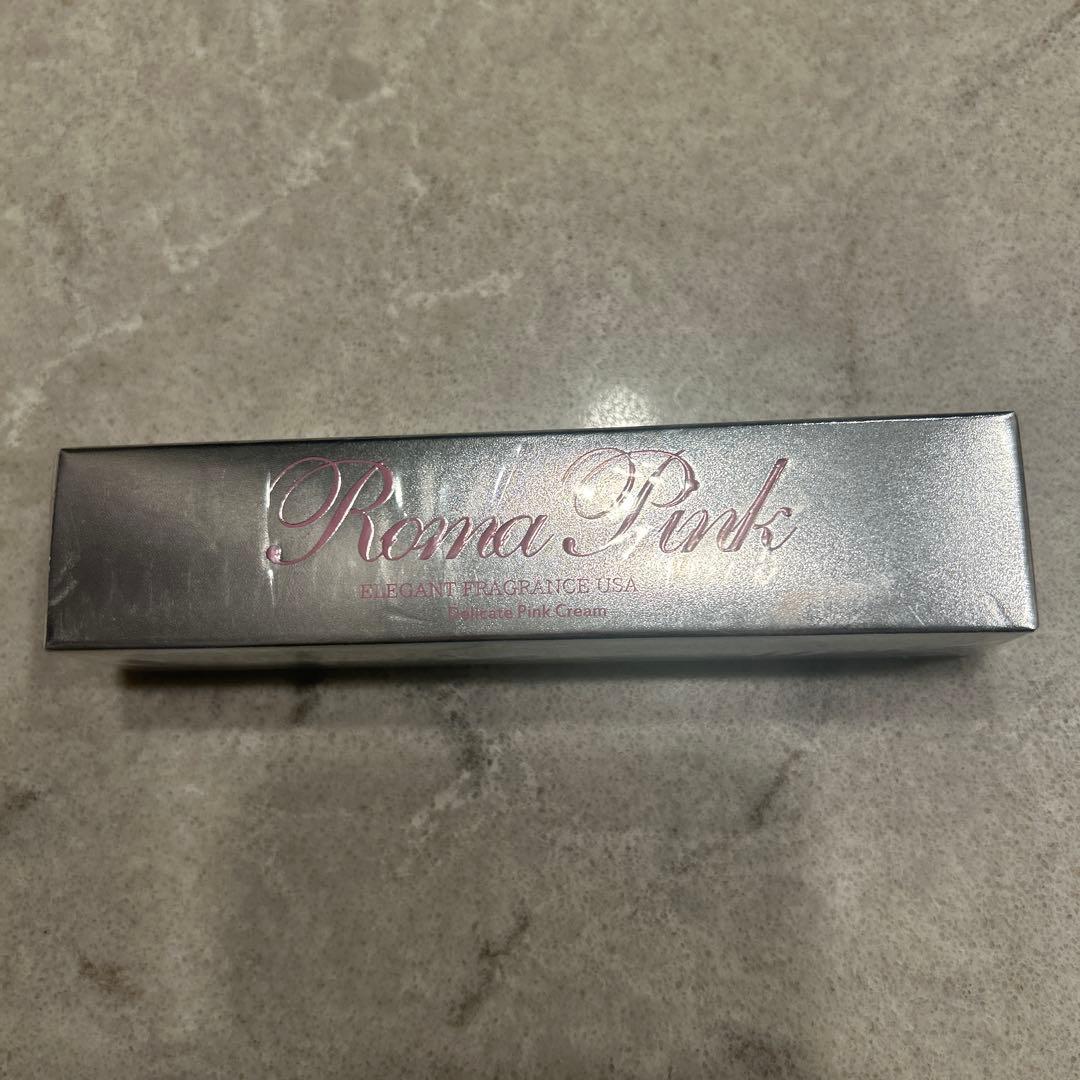 Roma Pink
ELEGANT FRAGRANCE USA
Delicate Pink Cream